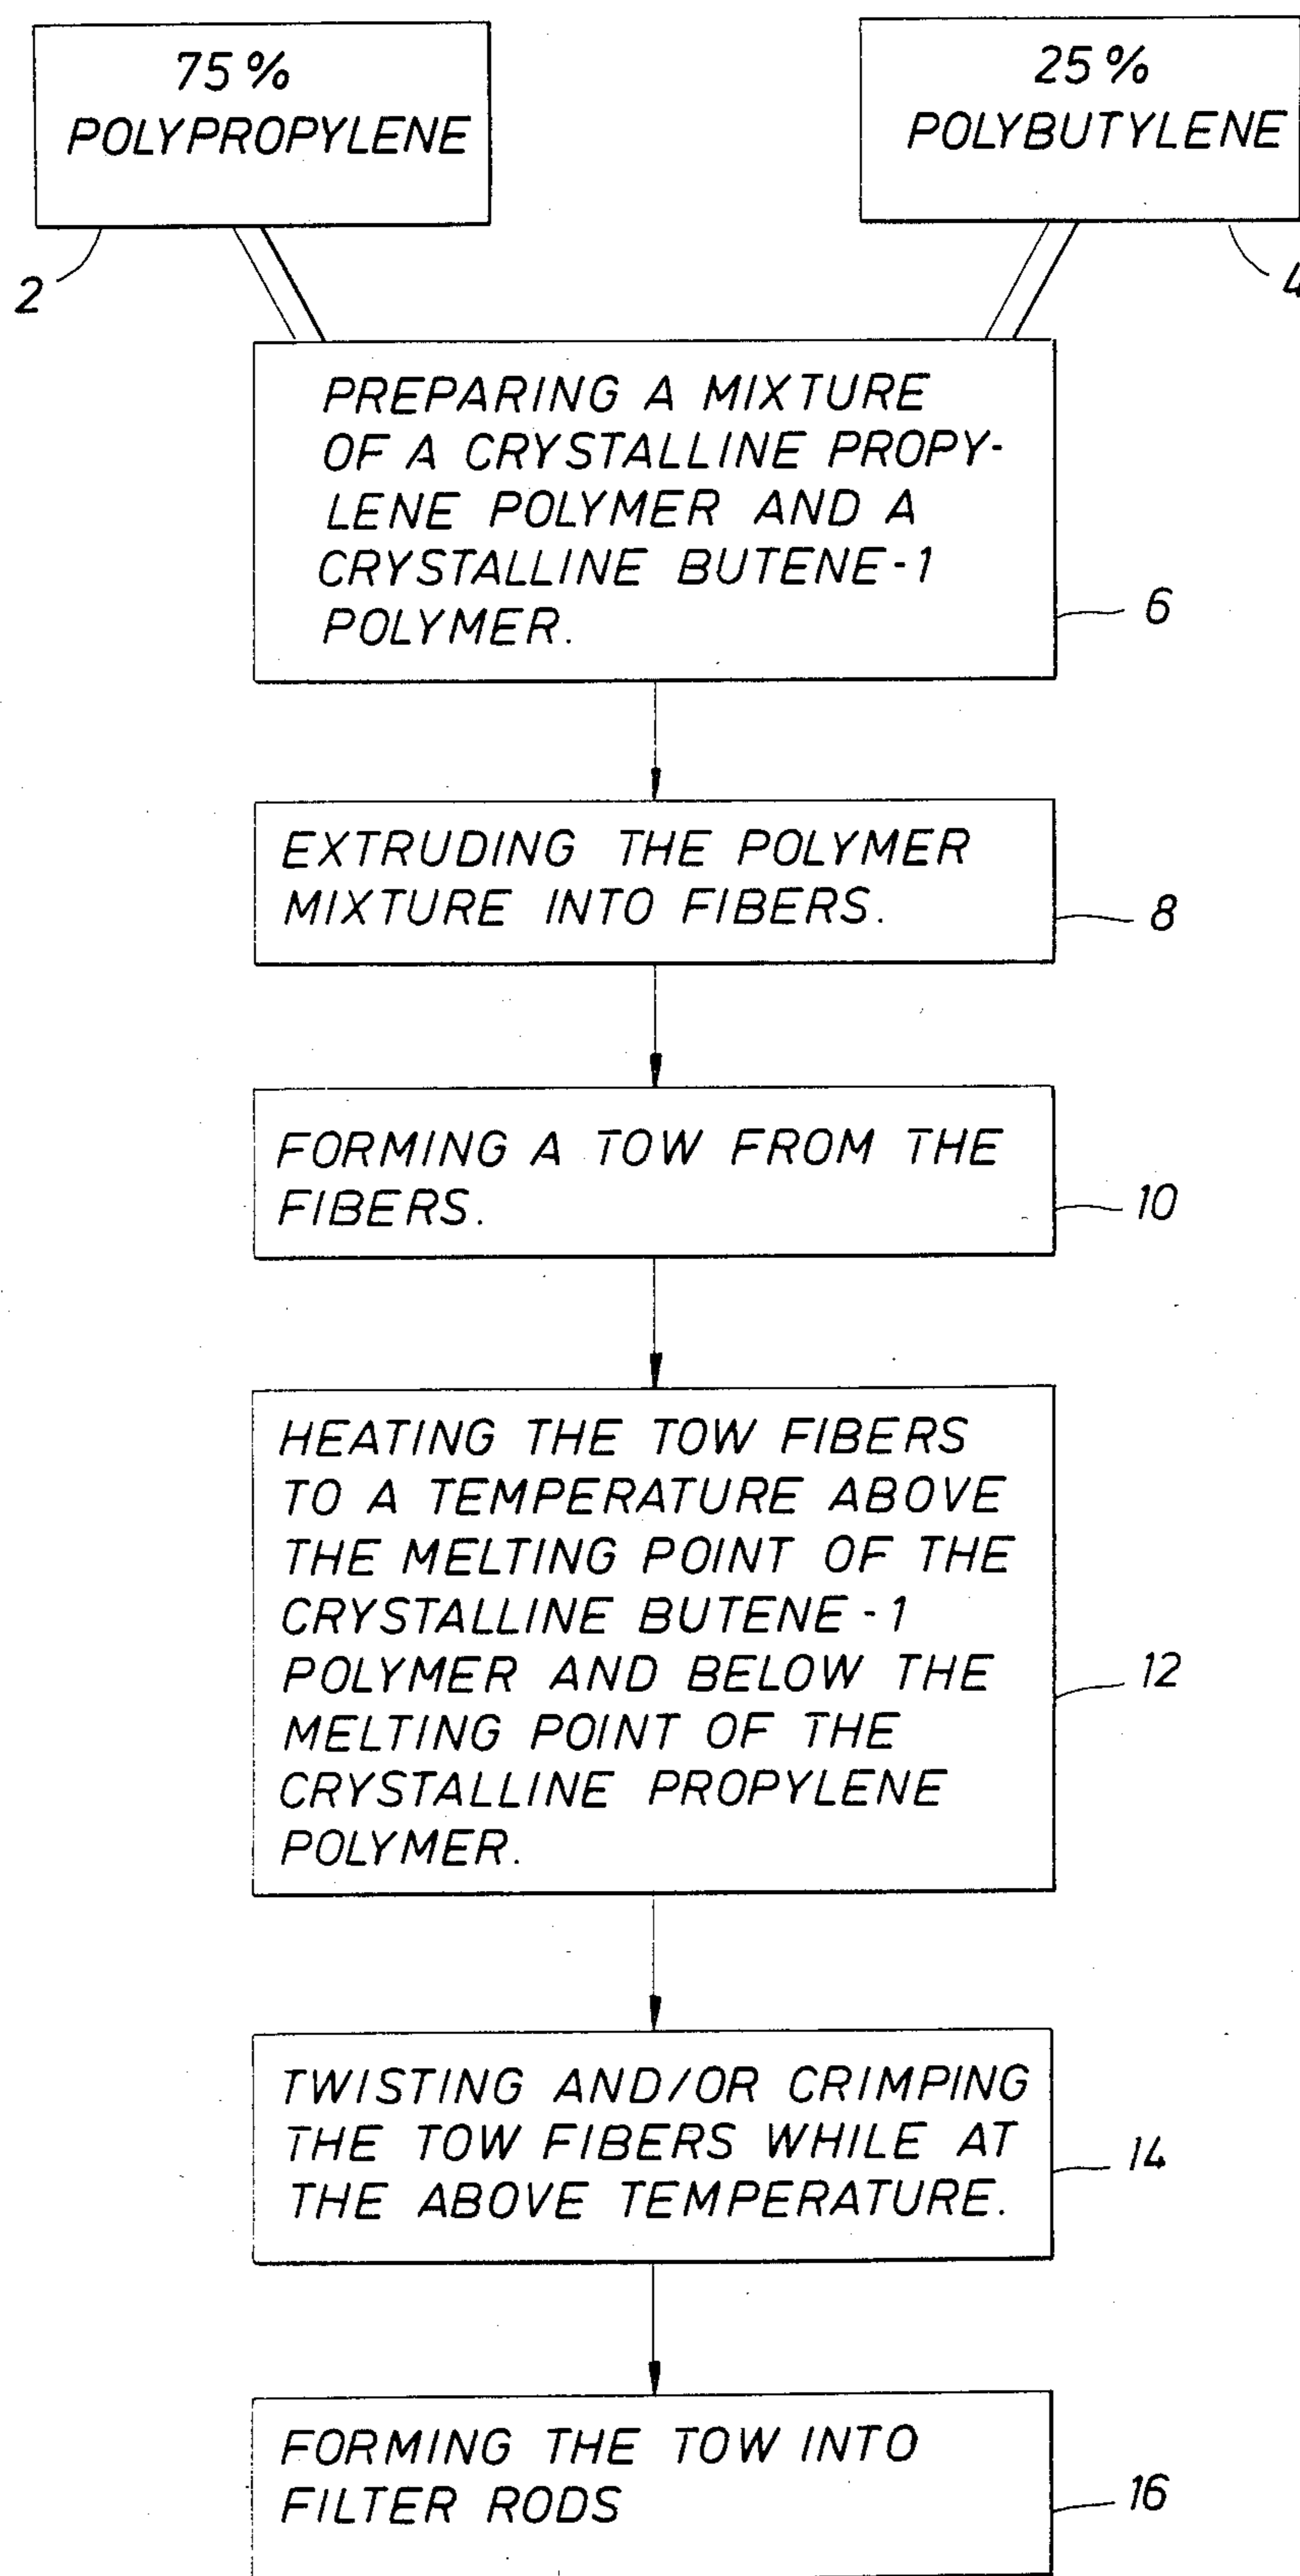 75%
POLYPROPYLENE
25%
POLYBUTYLENE
2
4
PREPARING A MIXTURE
OF A CRYSTALLINE PROPY-
LENE POLYMER AND A
CRYSTALLINE BUTENE-1
POLYMER.
6
EXTRUDING THE POLYMER
MIXTURE INTO FIBERS.
8
FORMING A TOW FROM THE
FIBERS.
10
HEATING THE TOW FIBERS
TO A TEMPERATURE ABOVE
THE MELTING POINT OF THE
CRYSTALLINE BUTENE-1
POLYMER AND BELOW THE
MELTING POINT OF THE
CRYSTALLINE PROPYLENE
POLYMER.
12
TWISTING AND/OR CRIMPING
THE TOW FIBERS WHILE AT
THE ABOVE TEMPERATURE.
14
FORMING THE TOW INTO
FILTER RODS
16